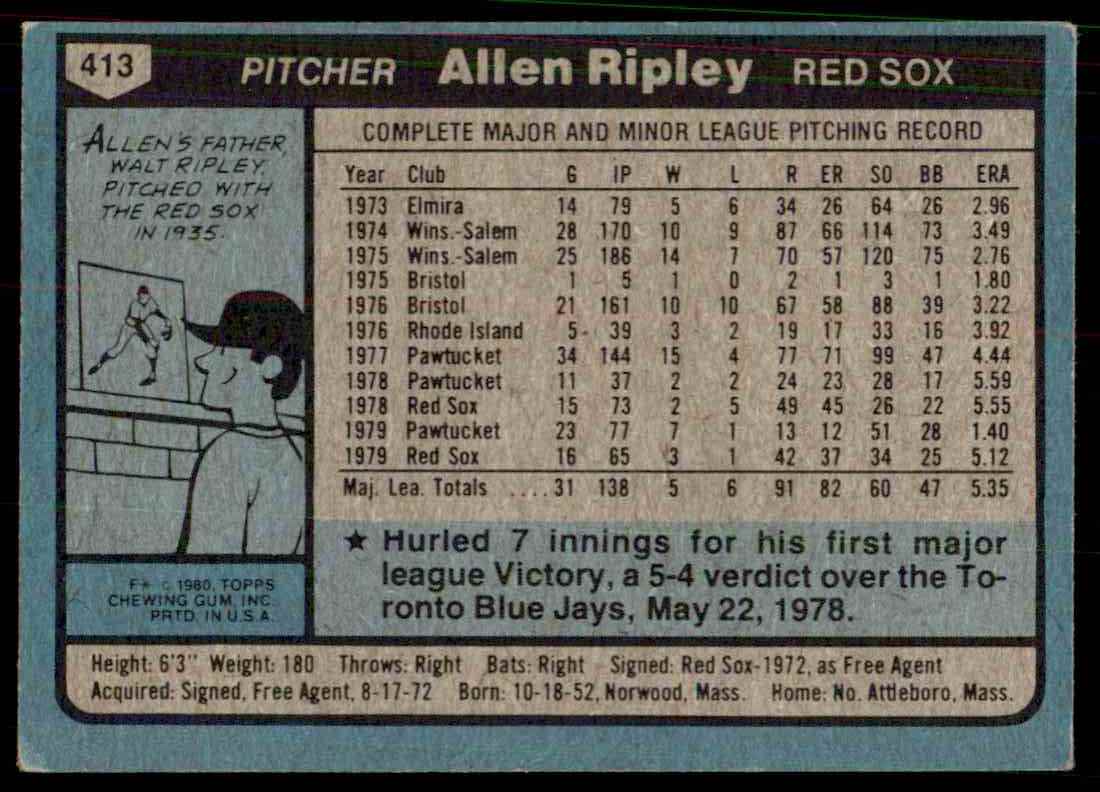 413 PITCHER Allen Ripley RED SOX
ALLEN'S FATHER,
WALT RIPLEY,
PITCHED WITH
THE RED SOX
IN 1935.
COMPLETE MAJOR AND MINOR LEAGUE PITCHING RECORD
Year Club G IP W L R ER SO BB ERA
1973 Elmira 14 79 5 6 34 26 64 26 2.96
1974 Wins.-Salem 28 170 10 9 87 66 114 73 3.49
1975 Wins.-Salem 25 186 14 7 70 57 120 75 2.76
1975 Bristol 1 5 1 0 2 1 3 1 1.80
1976 Bristol 21 161 10 10 67 58 88 39 3.22
1976 Rhode Island 5 39 3 2 19 17 33 16 3.92
1977 Pawtucket 34 144 15 4 77 71 99 47 4.44
1978 Pawtucket 11 37 2 2 24 23 28 17 5.59
1978 Red Sox 15 73 2 5 49 45 26 22 5.55
1979 Pawtucket 23 77 7 1 13 12 51 28 1.40
1979 Red Sox 16 65 3 1 42 37 34 25 5.12
Maj. Lea. Totals ....31 138 5 6 91 82 60 47 5.35
★ Hurled 7 innings for his first major
league Victory, a 5-4 verdict over the To-
ronto Blue Jays, May 22, 1978.
© 1980, TOPPS
CHEWING GUM, INC.
PRTD. IN U.S.A.
Height: 6'3" Weight: 180 Throws: Right Bats: Right Signed: Red Sox-1972, as Free Agent
Acquired: Signed, Free Agent, 8-17-72 Born: 10-18-52, Norwood, Mass. Home: No. Attleboro, Mass.